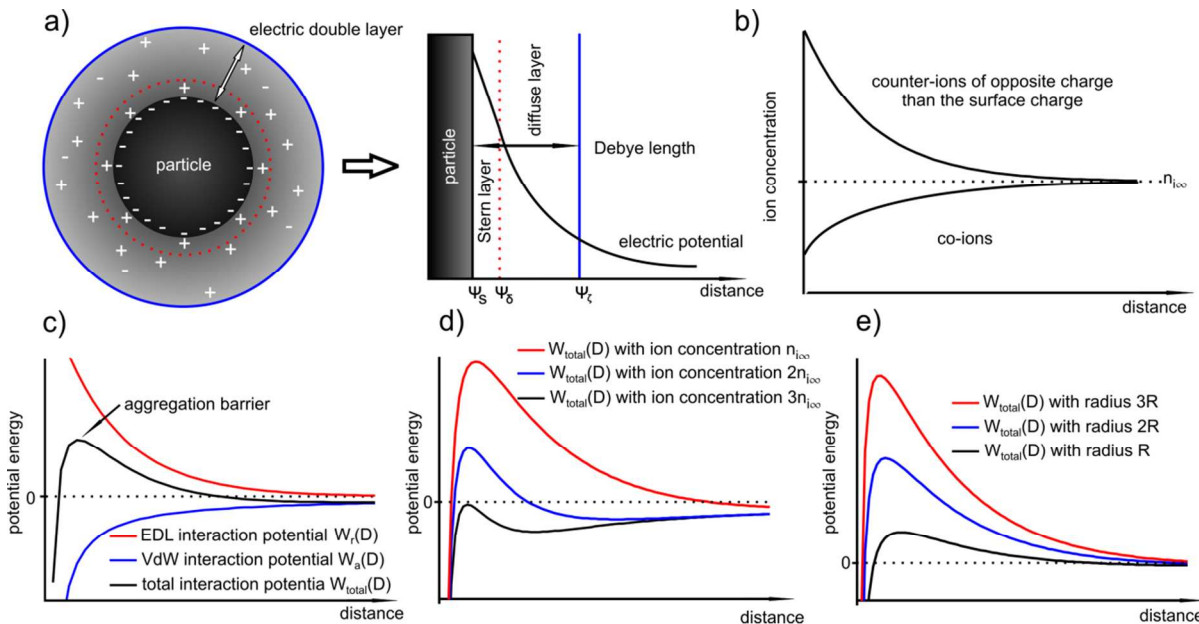 a)
electric double layer
particle
particle
Stern layer
diffuse layer
Debye length
electric potential
Ψs Ψδ Ψζ
distance
b)
ion concentration
counter-ions of opposite charge
than the surface charge
ni∞
co-ions
distance
c)
aggregation barrier
potential energy
0
EDL interaction potential Wr(D)
VdW interaction potential Wa(D)
total interaction potentia Wtotal(D)
distance
d)
Wtotal(D) with ion concentration ni∞
Wtotal(D) with ion concentration 2ni∞
Wtotal(D) with ion concentration 3ni∞
potential energy
0
distance
e)
Wtotal(D) with radius 3R
Wtotal(D) with radius 2R
Wtotal(D) with radius R
potential energy
0
distance